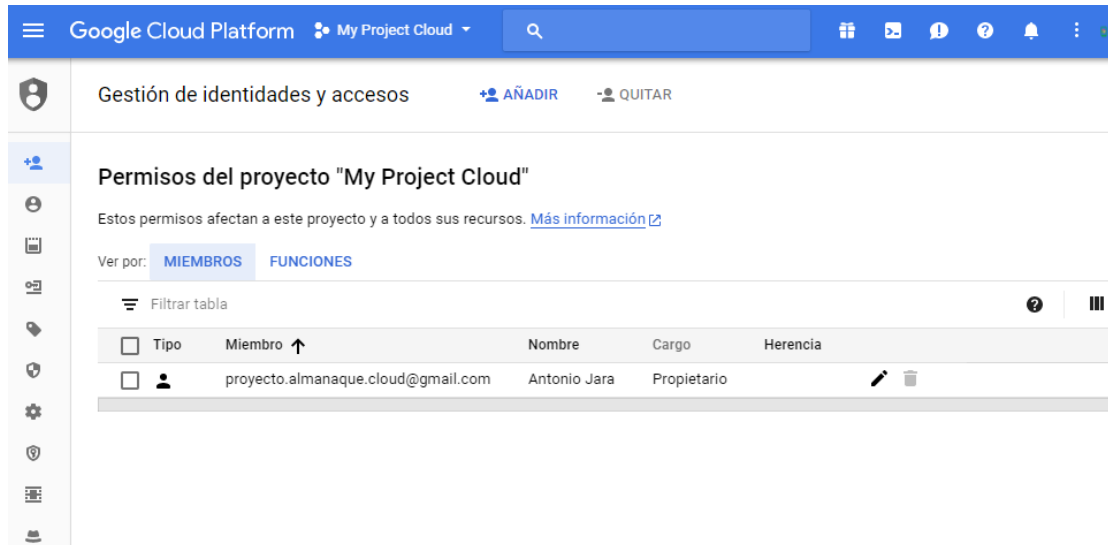 Google Cloud Platform My Project Cloud
Gestión de identidades y accesos AÑADIR QUITAR
Permisos del proyecto "My Project Cloud"
Estos permisos afectan a este proyecto y a todos sus recursos. Más información
Ver por: MIEMBROS FUNCIONES
Filtrar tabla
Tipo Miembro Nombre Cargo Herencia
proyecto.almanaque.cloud@gmail.com Antonio Jara Propietario